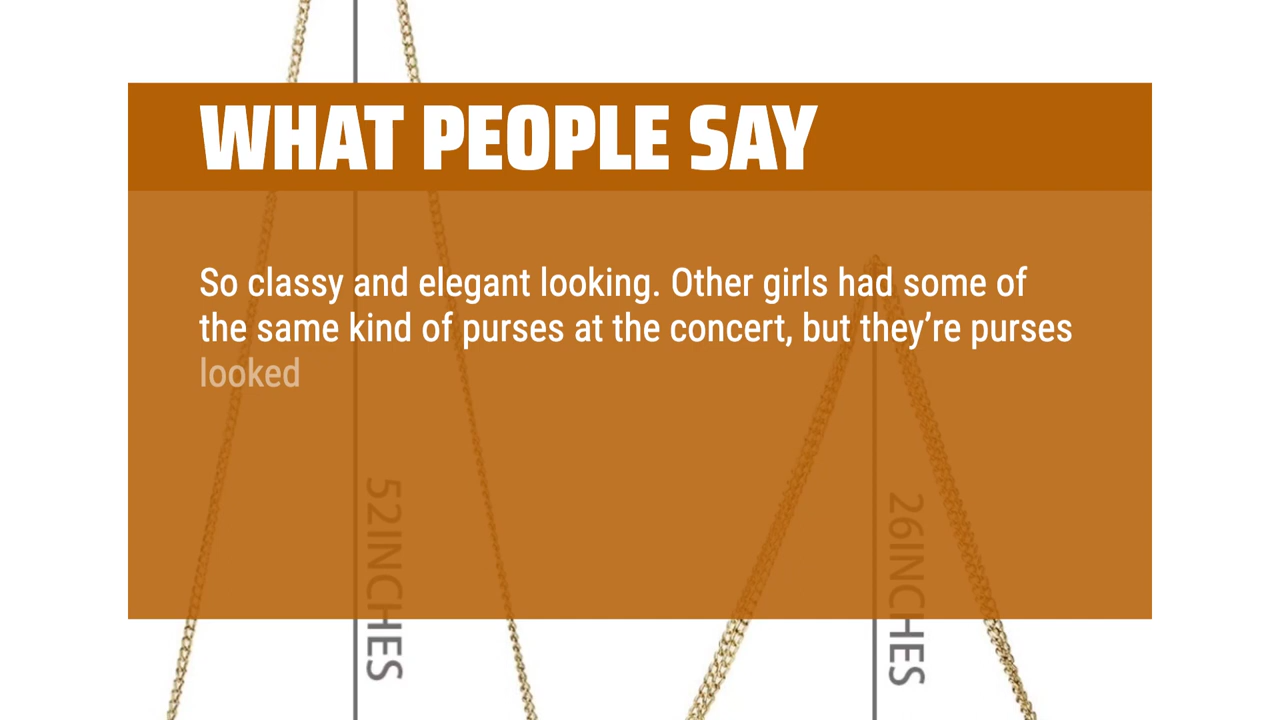 WHAT PEOPLE SAY
So classy and elegant looking. Other girls had some of
the same kind of purses at the concert, but they’re purses
looked
52INCHES
26INCHES